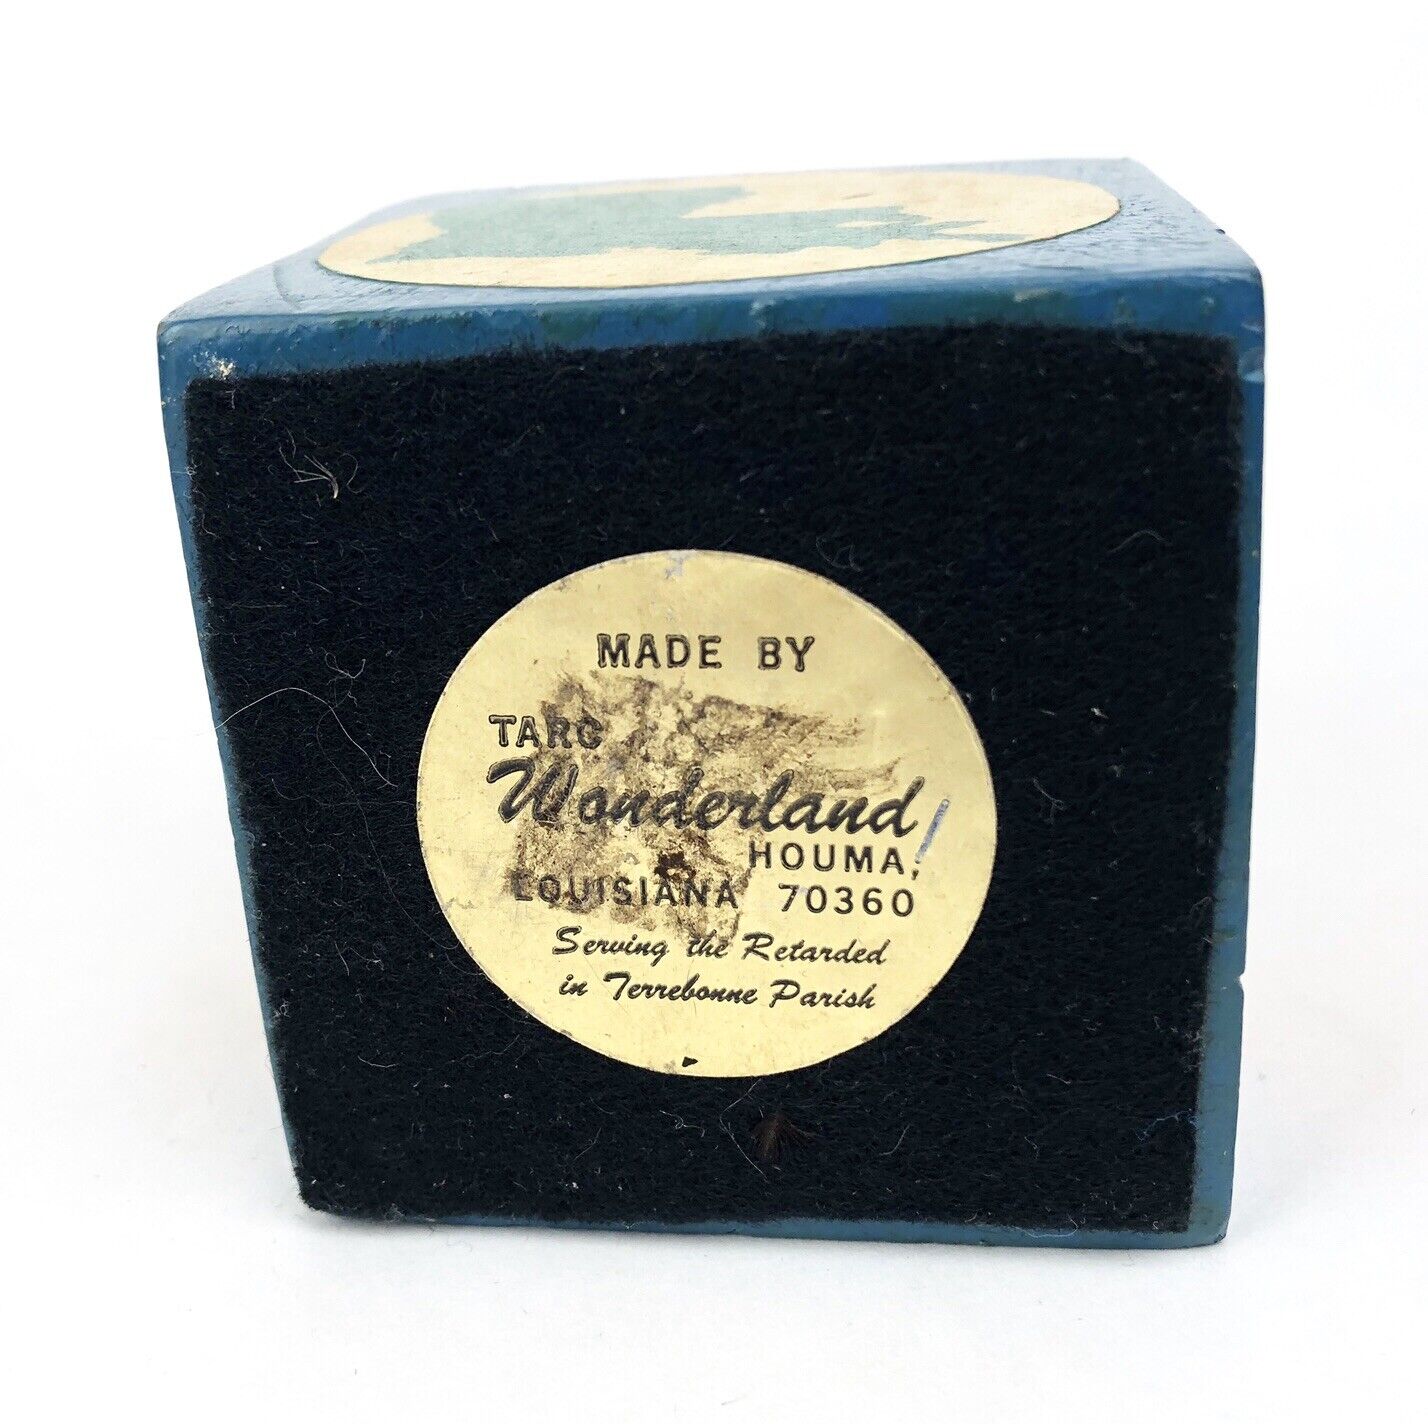 MADE BY
TARC
Wonderland
HOUMA,
LOUISIANA 70360
Serving the Retarded
in Terrebonne Parish